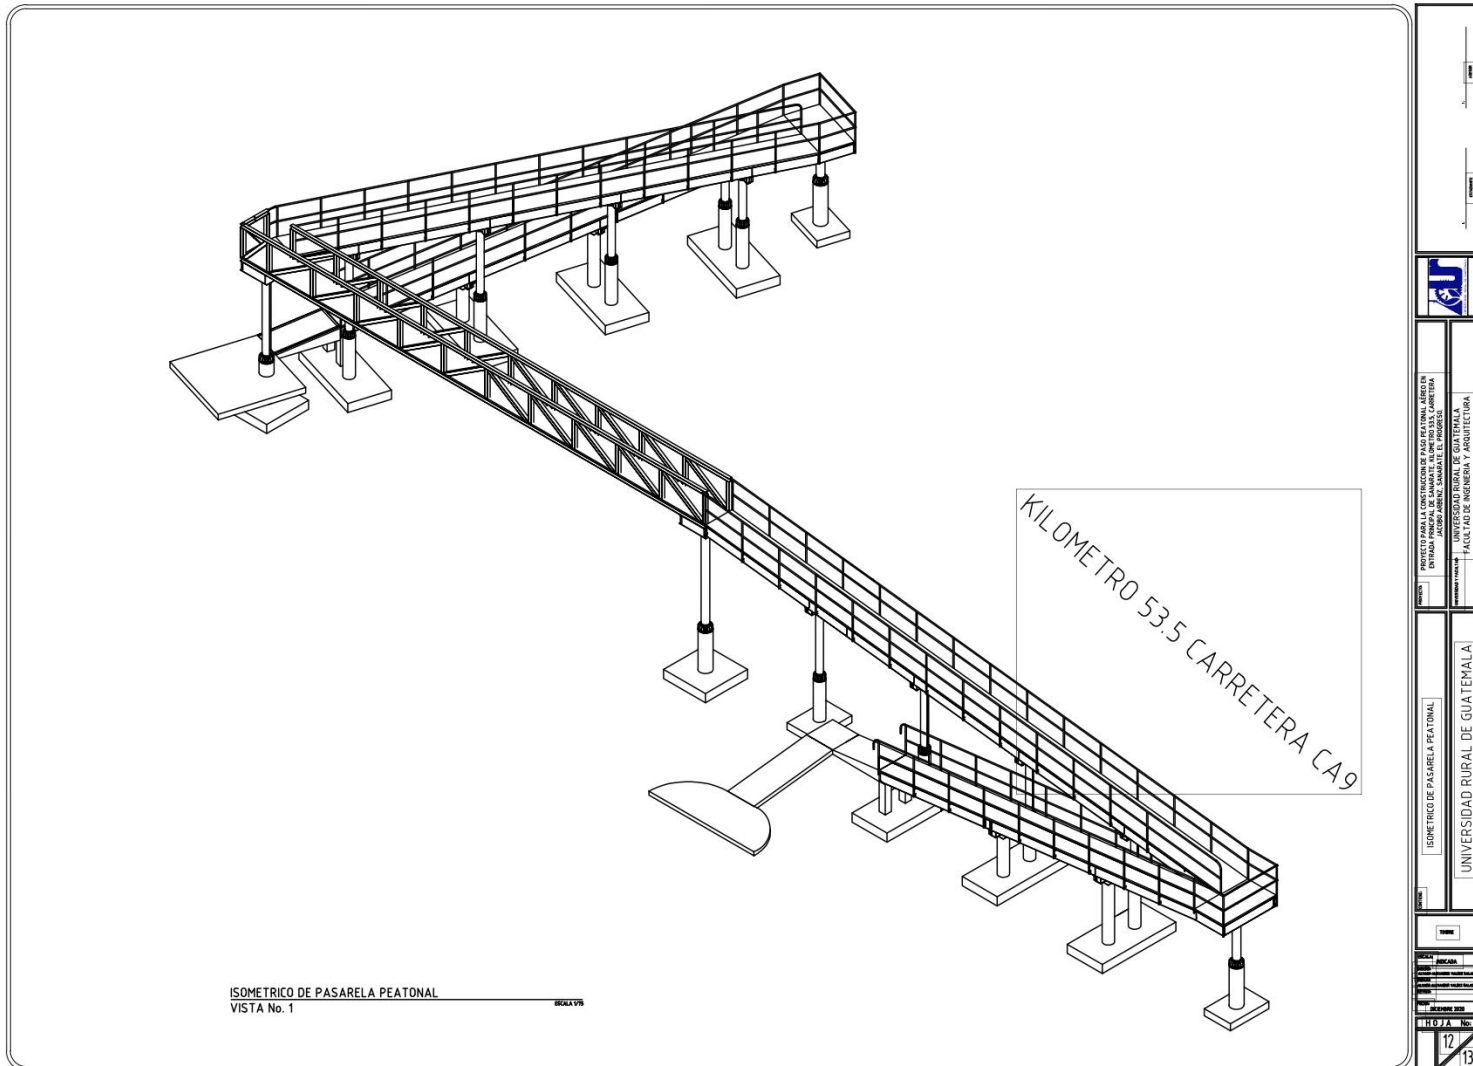 KILOMETRO 53.5 CARRETERA CA9
ISOMETRICO DE PASARELA PEATONAL
VISTA No. 1
ESCALA 1/75
PROYECTO PARA LA CONSTRUCCION DE PASO PEATONAL AÉREO EN
ENTRADA PRINCIPAL DE SANARATE, KILOMETRO 53.5, CARRETERA
JACOBO ARBENZ, SANARATE, EL PROGRESO.
UNIVERSIDAD RURAL DE GUATEMALA
FACULTAD DE INGENIERIA Y ARQUITECTURA
ISOMETRICO DE PASARELA PEATONAL
UNIVERSIDAD RURAL DE GUATEMALA
TIMBRE
INDICADA
DICIEMBRE 2020
HOJA No:
12
13